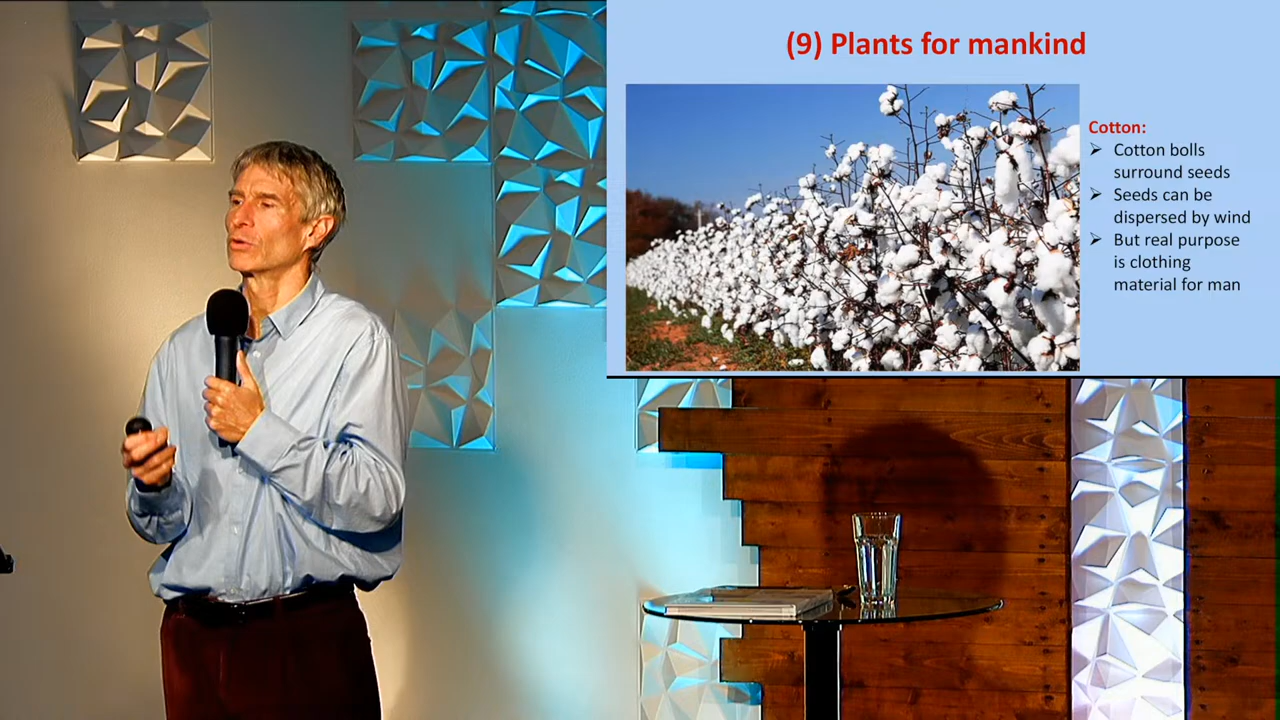 (9) Plants for mankind
Cotton:
➢ Cotton bolls
surround seeds
➢ Seeds can be
dispersed by wind
➢ But real purpose
is clothing
material for man